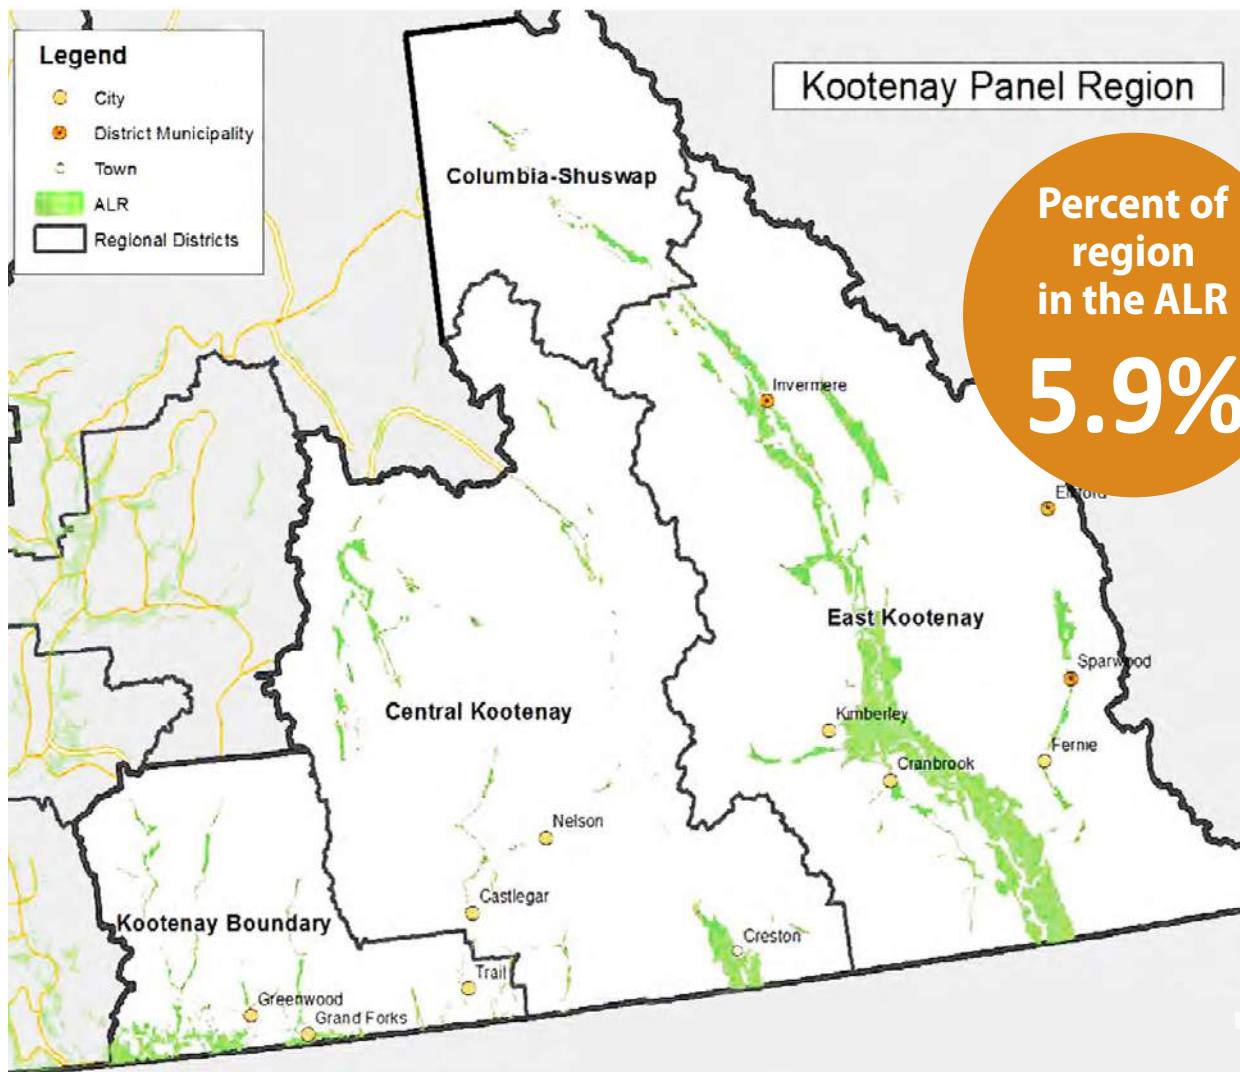 Legend
City
District Municipality
Town
ALR
Regional Districts
Kootenay Panel Region
Percent of
region
in the ALR
5.9%
Columbia-Shuswap
Invermere
East Kootenay
Sparwood
Central Kootenay
Kimberley
Fernie
Cranbrook
Nelson
Castlegar
Kootenay Boundary
Creston
Trail
Greenwood
Grand Forks